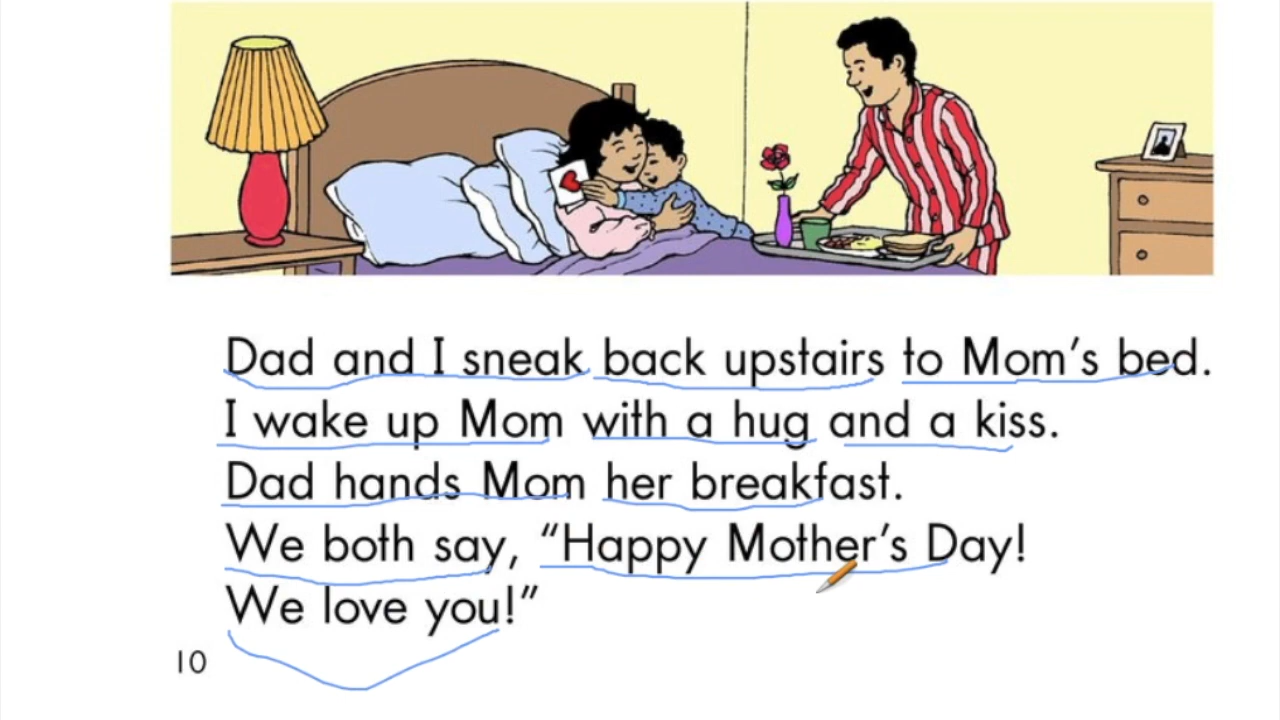 Dad and I sneak back upstairs to Mom's bed.
I wake up Mom with a hug and a kiss.
Dad hands Mom her breakfast.
We both say, “Happy Mother's Day!
We love you!”
10